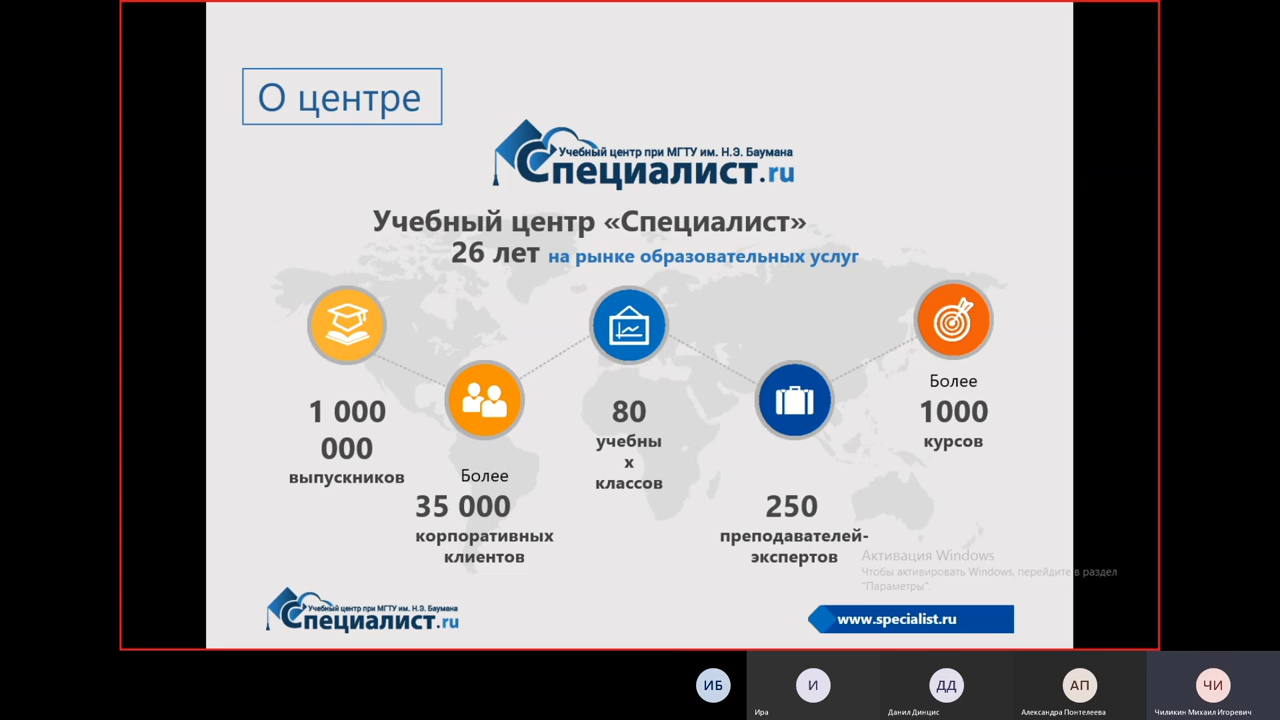 О центре
Учебный центр при МГТУ им. Н.Э. Баумана
Специалист.ru
Учебный центр «Специалист»
26 лет на рынке образовательных услуг
1 000
000
выпускников
Более
35 000
корпоративных
клиентов
80
учебны
х
классов
250
преподавателей-
экспертов
Более
1000
курсов
Активация Windows
Чтобы активировать Windows, перейдите в раздел
"Параметры".
Учебный центр при МГТУ им. Н.Э. Баумана
Специалист.ru
www.specialist.ru
ИБ
И
Ира
ДД
Данил Динцис
АП
Александра Понтелеева
ЧИ
Чиликин Михаил Игоревич